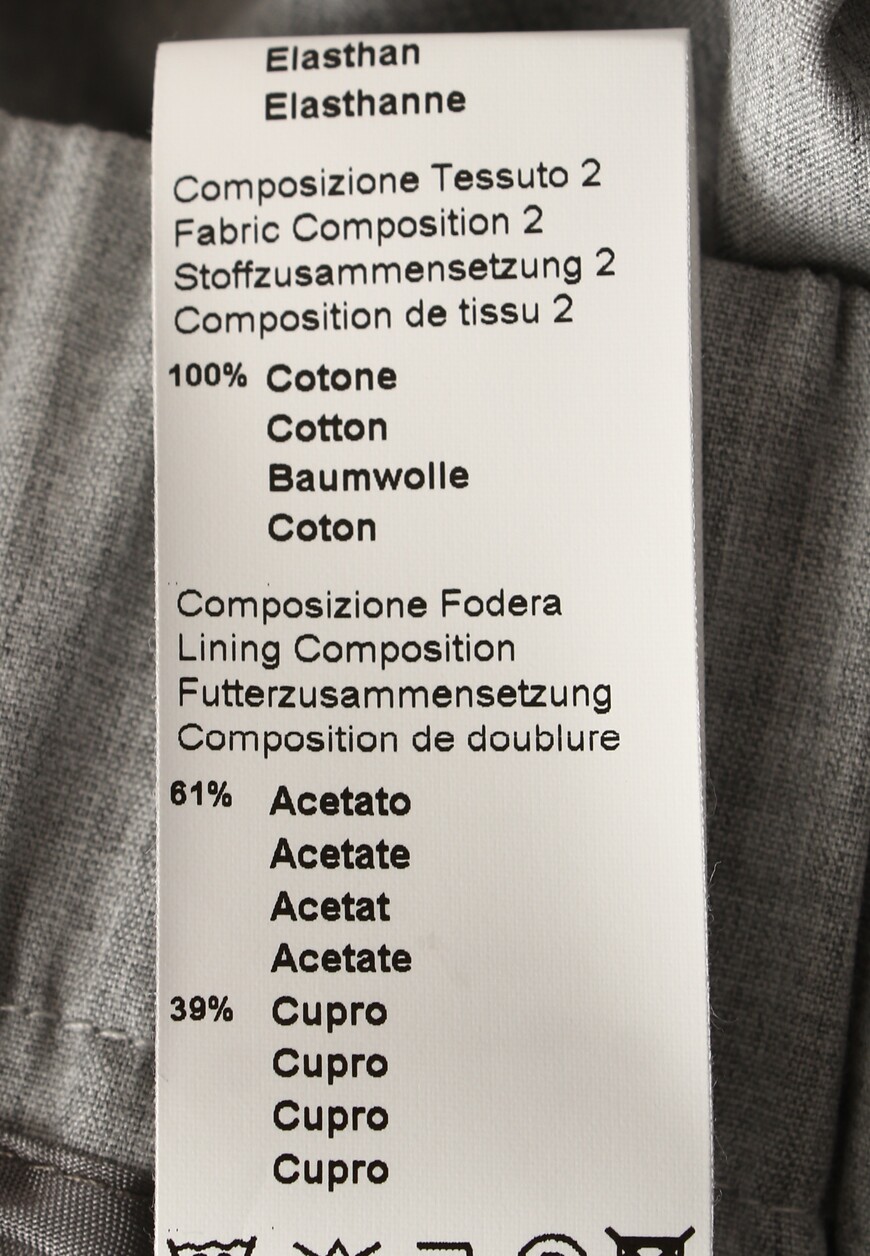 Elasthan
Elasthanne
Composizione Tessuto 2
Fabric Composition 2
Stoffzusammensetzung 2
Composition de tissu 2
100% Cotone
Cotton
Baumwolle
Coton
Composizione Fodera
Lining Composition
Futterzusammensetzung
Composition de doublure
61% Acetato
Acetate
Acetat
Acetate
39% Cupro
Cupro
Cupro
Cupro